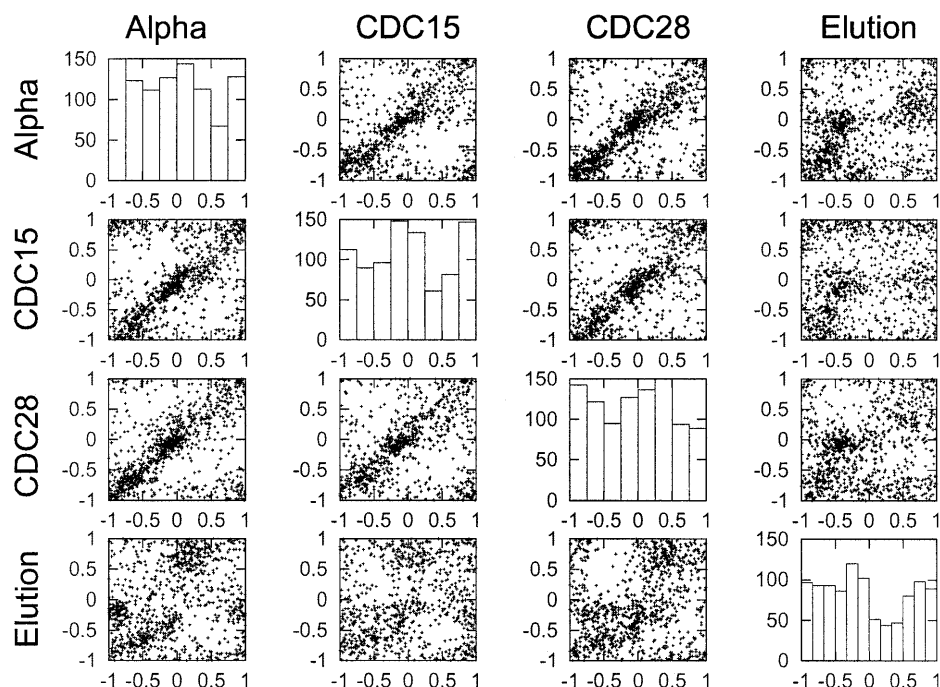 Alpha CDC15 CDC28 Elution
Alpha
150 1 1 1
100 0.5 0.5 0.5
0 0 0
50 -0.5 -0.5 -0.5
0 -1 -1 -1
-1 -0.5 0 0.5 1 -1 -0.5 0 0.5 1 -1 -0.5 0 0.5 1 -1 -0.5 0 0.5 1
CDC15
1 150 1 1
0.5 100 0.5 0.5
0 0 0
-0.5 50 -0.5 -0.5
-1 0 -1 -1
-1 -0.5 0 0.5 1 -1 -0.5 0 0.5 1 -1 -0.5 0 0.5 1 -1 -0.5 0 0.5 1
CDC28
1 1 150 1
0.5 0.5 100 0.5
0 0 0
-0.5 -0.5 50 -0.5
-1 -1 0 -1
-1 -0.5 0 0.5 1 -1 -0.5 0 0.5 1 -1 -0.5 0 0.5 1 -1 -0.5 0 0.5 1
Elution
1 1 1 150
0.5 0.5 0.5 100
0 0 0
-0.5 -0.5 -0.5 50
-1 -1 -1 0
-1 -0.5 0 0.5 1 -1 -0.5 0 0.5 1 -1 -0.5 0 0.5 1 -1 -0.5 0 0.5 1